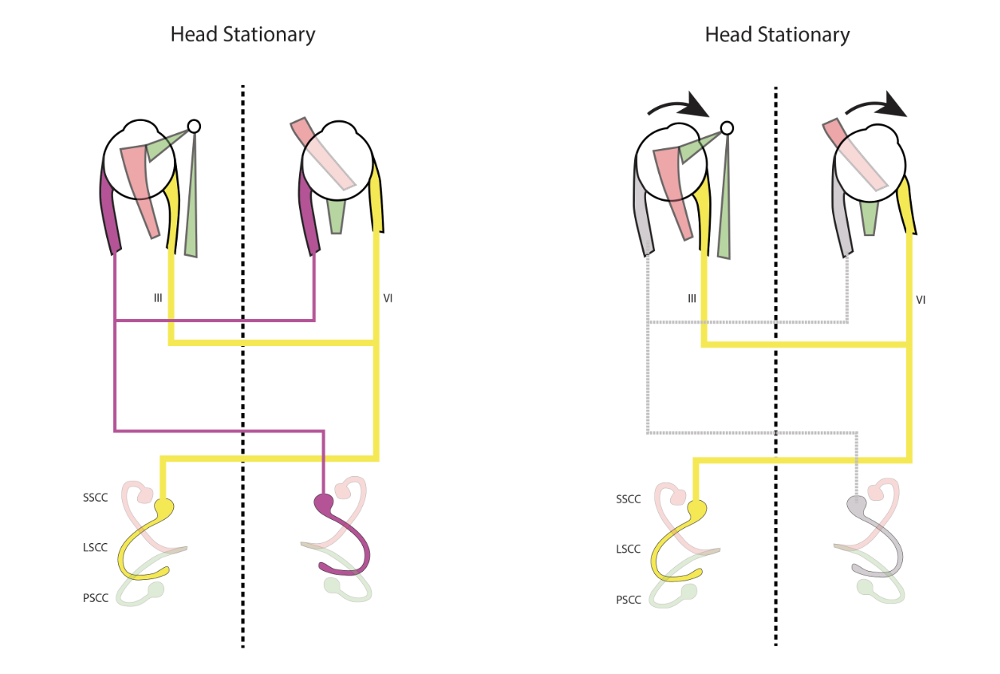 Head Stationary
Head Stationary
III
VI
III
VI
SSCC
LSCC
PSCC
SSCC
LSCC
PSCC